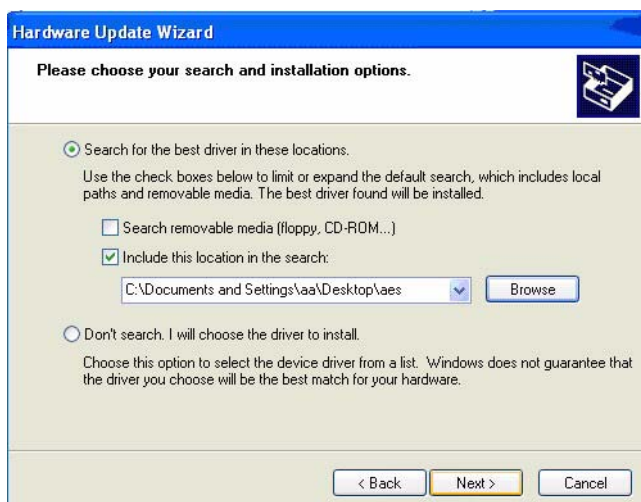 Hardware Update Wizard
Please choose your search and installation options.
Search for the best driver in these locations.
Use the check boxes below to limit or expand the default search, which includes local
paths and removable media. The best driver found will be installed.
Search removable media (floppy, CD-ROM...)
Include this location in the search:
C:\Documents and Settings\aa\Desktop\aes
Browse
Don't search. I will choose the driver to install.
Choose this option to select the device driver from a list.  Windows does not guarantee that
the driver you choose will be the best match for your hardware.
< Back
Next >
Cancel